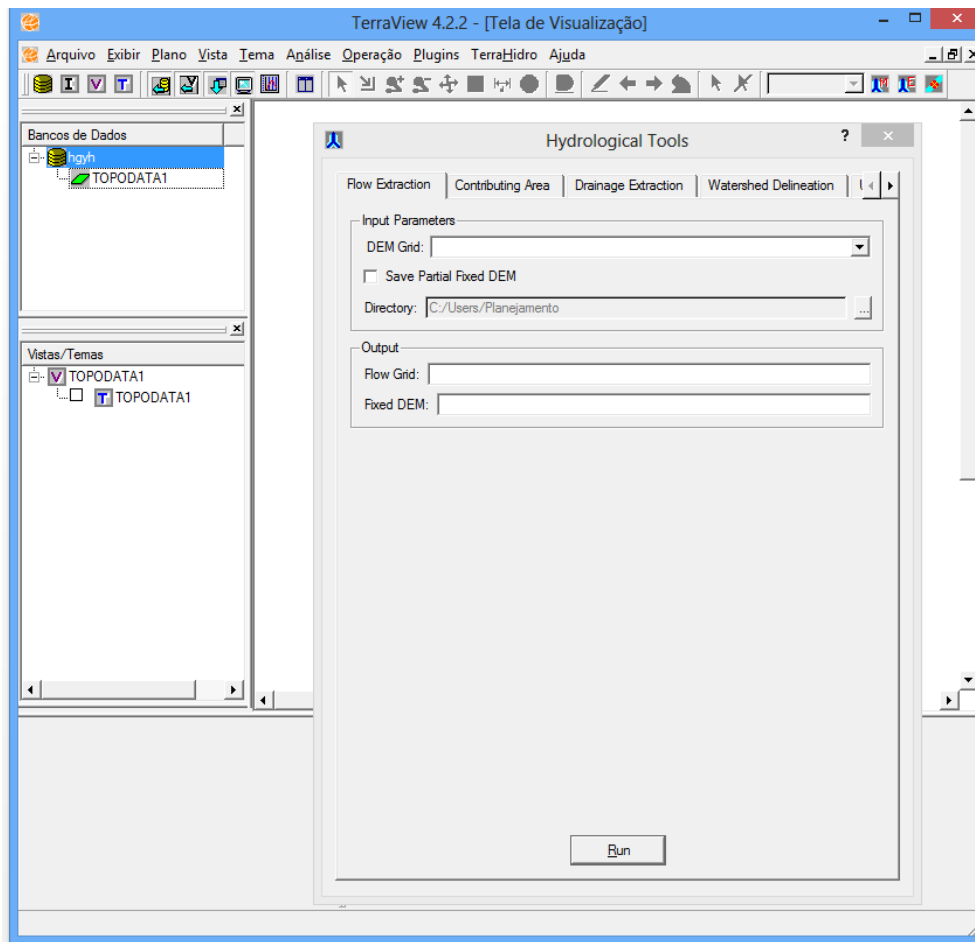 TerraView 4.2.2 - [Tela de Visualização]
Arquivo Exibir Plano Vista Tema Análise Operação Plugins TerraHidro Ajuda
I V T
Bancos de Dados
hgyh
TOPODATA1
Vistas/Temas
V TOPODATA1
T TOPODATA1
Hydrological Tools ?
Flow Extraction Contributing Area Drainage Extraction Watershed Delineation
Input Parameters
DEM Grid:
Save Partial Fixed DEM
Directory: C:/Users/Planejamento ...
Output
Flow Grid:
Fixed DEM:
Run